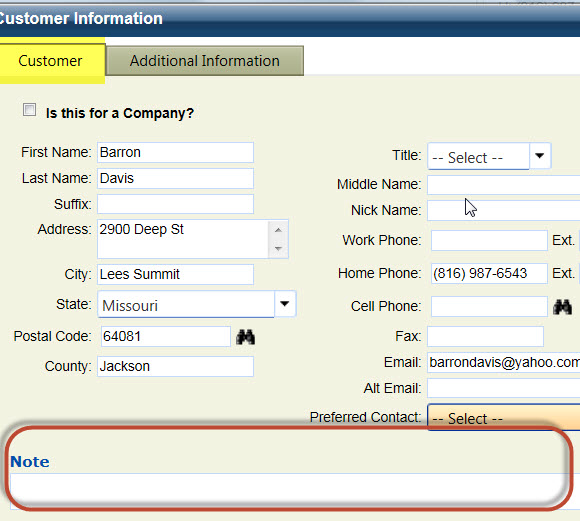 Customer Information
Customer
Additional Information
Is this for a Company?
First Name: Barron
Last Name: Davis
Suffix:
Address: 2900 Deep St
City: Lees Summit
State: Missouri
Postal Code: 64081
County: Jackson
Title: -- Select --
Middle Name:
Nick Name:
Work Phone: Ext.
Home Phone: (816) 987-6543 Ext.
Cell Phone:
Fax:
Email: barrondavis@yahoo.com
Alt Email:
Preferred Contact: -- Select --
Note